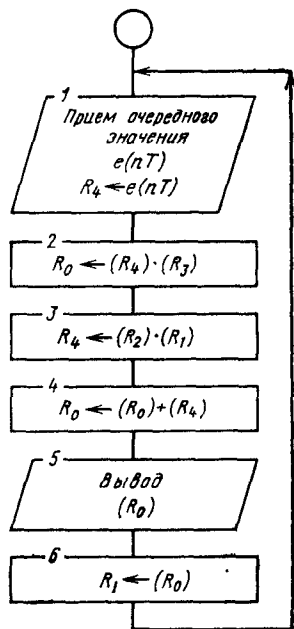 1
Прием очередного
значения
e(nT)
R₄ ← e(nT)
2
R₀ ← (R₄)·(R₃)
3
R₄ ← (R₂)·(R₁)
4
R₀ ← (R₀)+(R₄)
5
Вывод
(R₀)
6
R₁ ← (R₀)